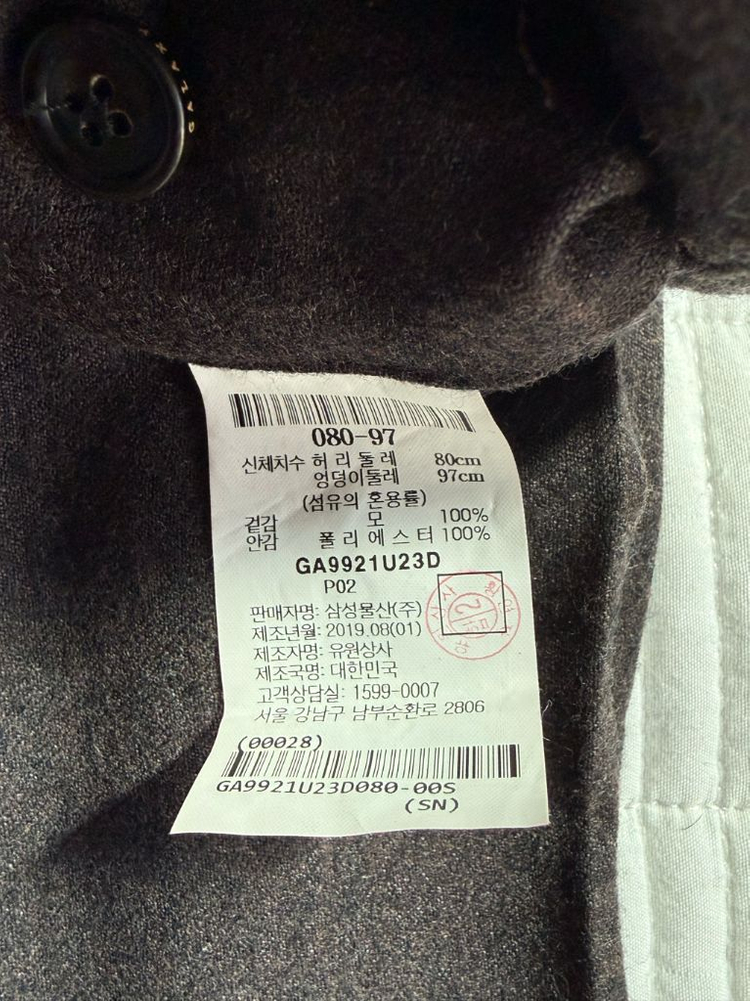 GALAXY
080-97
신체치수 허 리 둘 레 80cm
엉덩이둘레 97cm
(섬유의 혼용률)
겉감 모 100%
안감 폴 리 에 스 터 100%
GA9921U23D
P02
판매자명: 삼성물산(주)
제조년월: 2019.08(01)
제조자명: 유원상사
제조국명: 대한민국
고객상담실: 1599-0007
서울 강남구 남부순환로 2806
(00028)
GA9921U23D080-00S
(SN)